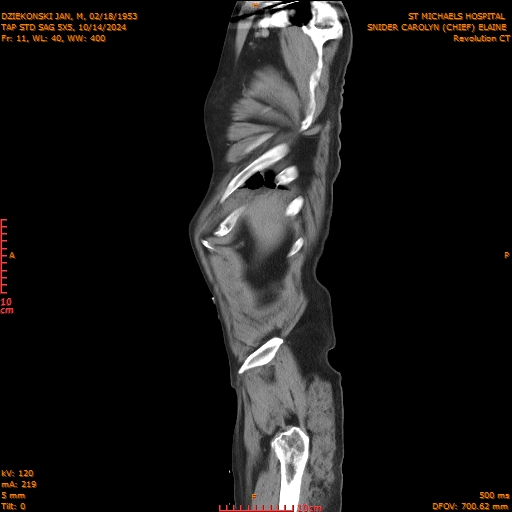 DZIEKONSKI JAN, M, 02/18/1953
TAP STD SAG 5X5, 10/14/2024
Fr: 11, WL: 40, WW: 400
ST MICHAELS HOSPITAL
SNIDER CAROLYN (CHIEF) ELAINE
Revolution CT
A
P
10
cm
kV: 120
mA: 219
5 mm
Tilt: 0
F
10cm
500 ms
DFOV: 700.62 mm